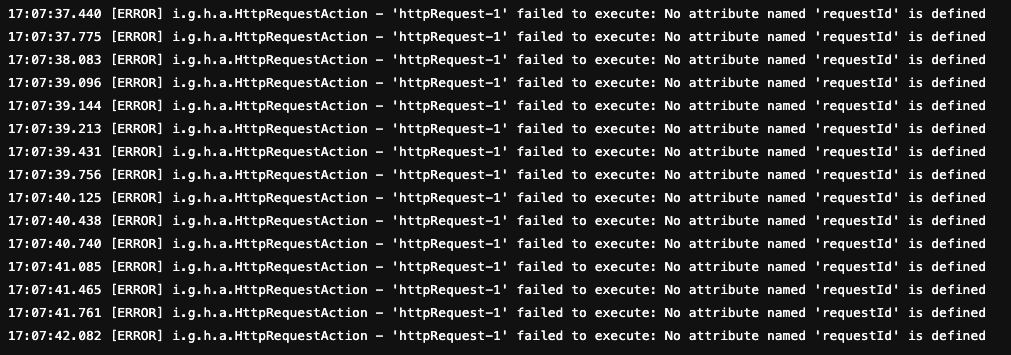 17:07:37.440 [ERROR] i.g.h.a.HttpRequestAction - 'httpRequest-1' failed to execute: No attribute named 'requestId' is defined
17:07:37.775 [ERROR] i.g.h.a.HttpRequestAction - 'httpRequest-1' failed to execute: No attribute named 'requestId' is defined
17:07:38.083 [ERROR] i.g.h.a.HttpRequestAction - 'httpRequest-1' failed to execute: No attribute named 'requestId' is defined
17:07:39.096 [ERROR] i.g.h.a.HttpRequestAction - 'httpRequest-1' failed to execute: No attribute named 'requestId' is defined
17:07:39.144 [ERROR] i.g.h.a.HttpRequestAction - 'httpRequest-1' failed to execute: No attribute named 'requestId' is defined
17:07:39.213 [ERROR] i.g.h.a.HttpRequestAction - 'httpRequest-1' failed to execute: No attribute named 'requestId' is defined
17:07:39.431 [ERROR] i.g.h.a.HttpRequestAction - 'httpRequest-1' failed to execute: No attribute named 'requestId' is defined
17:07:39.756 [ERROR] i.g.h.a.HttpRequestAction - 'httpRequest-1' failed to execute: No attribute named 'requestId' is defined
17:07:40.125 [ERROR] i.g.h.a.HttpRequestAction - 'httpRequest-1' failed to execute: No attribute named 'requestId' is defined
17:07:40.438 [ERROR] i.g.h.a.HttpRequestAction - 'httpRequest-1' failed to execute: No attribute named 'requestId' is defined
17:07:40.740 [ERROR] i.g.h.a.HttpRequestAction - 'httpRequest-1' failed to execute: No attribute named 'requestId' is defined
17:07:41.085 [ERROR] i.g.h.a.HttpRequestAction - 'httpRequest-1' failed to execute: No attribute named 'requestId' is defined
17:07:41.465 [ERROR] i.g.h.a.HttpRequestAction - 'httpRequest-1' failed to execute: No attribute named 'requestId' is defined
17:07:41.761 [ERROR] i.g.h.a.HttpRequestAction - 'httpRequest-1' failed to execute: No attribute named 'requestId' is defined
17:07:42.082 [ERROR] i.g.h.a.HttpRequestAction - 'httpRequest-1' failed to execute: No attribute named 'requestId' is defined